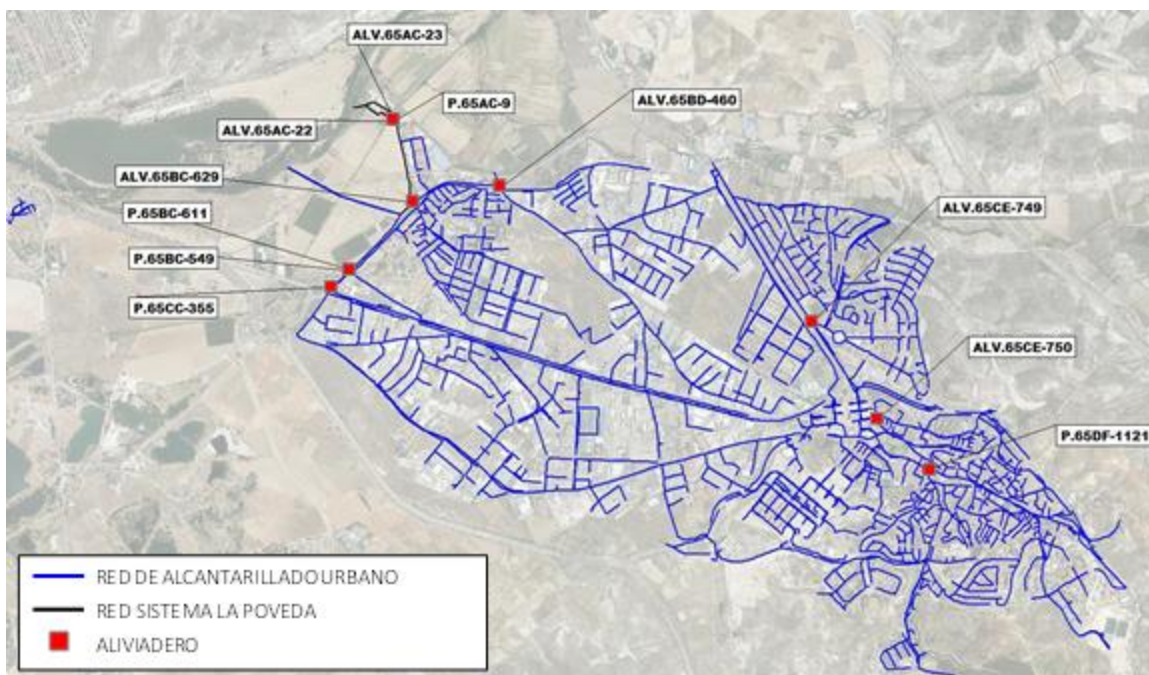 ALV.65AC-23
P.65AC-9
ALV.65BD-460
ALV.65AC-22
ALV.65BC-629
P.65BC-611
ALV.65CE-749
P.65BC-549
P.65CC-355
ALV.65CE-750
P.65DF-1121
RED DE ALCANTARILLADO URBANO
RED SISTEMA LA POVEDA
ALIVIADERO